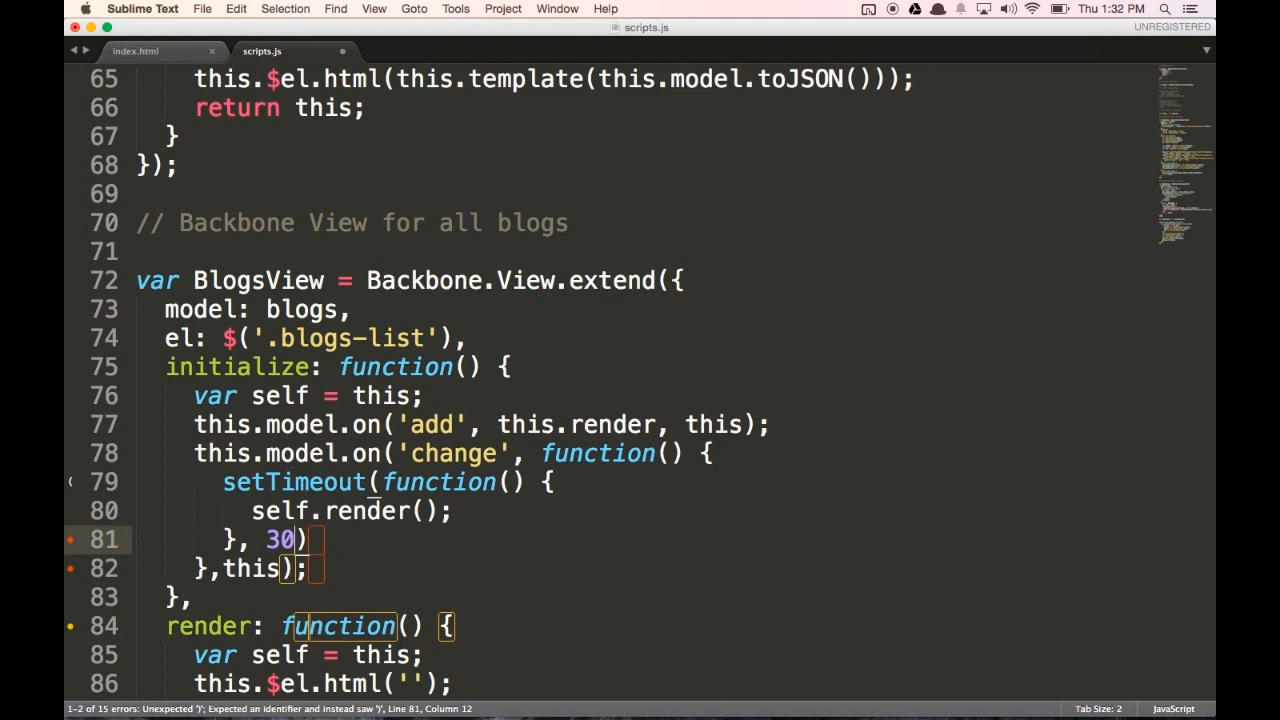 Sublime Text File Edit Selection Find View Goto Tools Project Window Help Thu 1:32 PM
scripts.js UNREGISTERED
index.html × scripts.js
65 this.$el.html(this.template(this.model.toJSON()));
66 return this;
67 }
68 });
69
70 // Backbone View for all blogs
71
72 var BlogsView = Backbone.View.extend({
73 model: blogs,
74 el: $('.blogs-list'),
75 initialize: function() {
76 var self = this;
77 this.model.on('add', this.render, this);
78 this.model.on('change', function() {
79 setTimeout(function() {
80 self.render();
81 }, 30)
82 },this);
83 },
84 render: function() {
85 var self = this;
86 this.$el.html('');
1-2 of 15 errors: Unexpected ')'; Expected an identifier and instead saw ')', Line 81, Column 12 Tab Size: 2 JavaScript